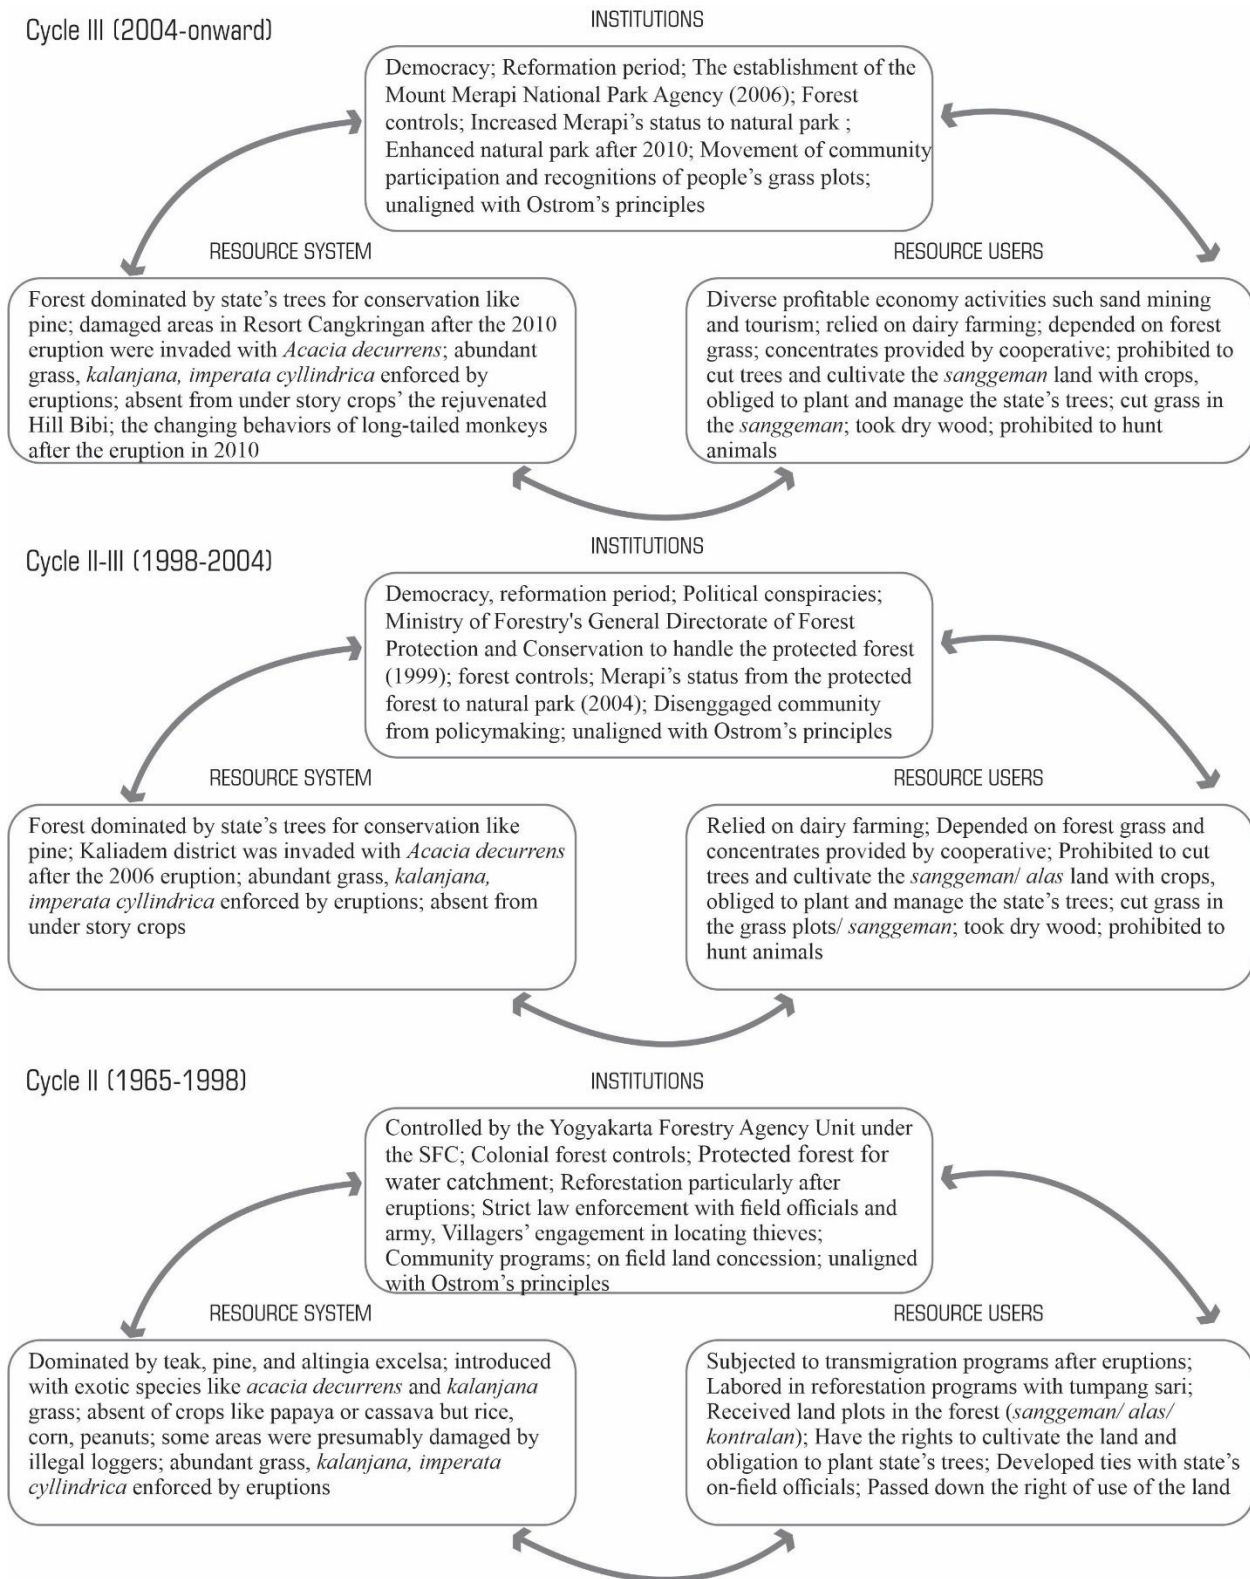 Cycle III (2004-onward)
INSTITUTIONS
Democracy; Reformation period; The establishment of the
Mount Merapi National Park Agency (2006); Forest
controls; Increased Merapi’s status to natural park ;
Enhanced natural park after 2010; Movement of community
participation and recognitions of people’s grass plots;
unaligned with Ostrom’s principles
RESOURCE SYSTEM
Forest dominated by state’s trees for conservation like
pine; damaged areas in Resort Cangkringan after the 2010
eruption were invaded with Acacia decurrens; abundant
grass, kalanjana, imperata cyllindrica enforced by
eruptions; absent from under story crops’ the rejuvenated
Hill Bibi; the changing behaviors of long-tailed monkeys
after the eruption in 2010
RESOURCE USERS
Diverse profitable economy activities such sand mining
and tourism; relied on dairy farming; depended on forest
grass; concentrates provided by cooperative; prohibited to
cut trees and cultivate the sanggeman land with crops,
obliged to plant and manage the state’s trees; cut grass in
the sanggeman; took dry wood; prohibited to hunt
animals
Cycle II-III (1998-2004)
INSTITUTIONS
Democracy, reformation period; Political conspiracies;
Ministry of Forestry's General Directorate of Forest
Protection and Conservation to handle the protected forest
(1999); forest controls; Merapi’s status from the protected
forest to natural park (2004); Disenggaged community
from policymaking; unaligned with Ostrom’s principles
RESOURCE SYSTEM
Forest dominated by state’s trees for conservation like
pine; Kaliadem district was invaded with Acacia decurrens
after the 2006 eruption; abundant grass, kalanjana,
imperata cyllindrica enforced by eruptions; absent from
under story crops
RESOURCE USERS
Relied on dairy farming; Depended on forest grass and
concentrates provided by cooperative; Prohibited to cut
trees and cultivate the sanggeman/ alas land with crops,
obliged to plant and manage the state’s trees; cut grass in
the grass plots/ sanggeman; took dry wood; prohibited to
hunt animals
Cycle II (1965-1998)
INSTITUTIONS
Controlled by the Yogyakarta Forestry Agency Unit under
the SFC; Colonial forest controls; Protected forest for
water catchment; Reforestation particularly after
eruptions; Strict law enforcement with field officials and
army, Villagers’ engagement in locating thieves;
Community programs; on field land concession; unaligned
with Ostrom’s principles
RESOURCE SYSTEM
Dominated by teak, pine, and altingia excelsa; introduced
with exotic species like acacia decurrens and kalanjana
grass; absent of crops like papaya or cassava but rice,
corn, peanuts; some areas were presumably damaged by
illegal loggers; abundant grass, kalanjana, imperata
cyllindrica enforced by eruptions
RESOURCE USERS
Subjected to transmigration programs after eruptions;
Labored in reforestation programs with tumpang sari;
Received land plots in the forest (sanggeman/ alas/
kontralan); Have the rights to cultivate the land and
obligation to plant state’s trees; Developed ties with state’s
on-field officials; Passed down the right of use of the land